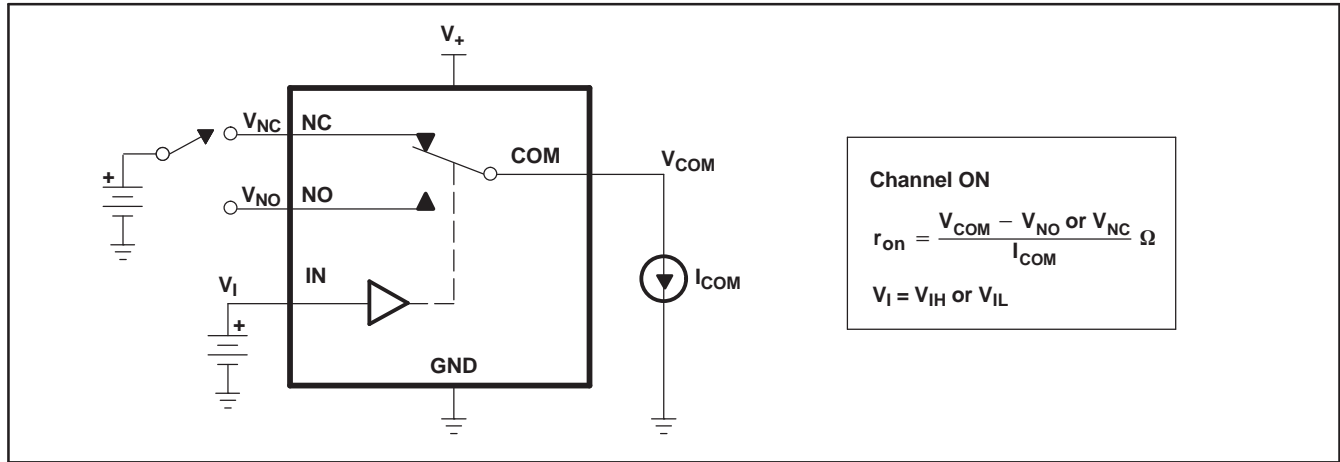 V+
VNC NC
COM VCOM
+
VNO NO
IN
VI
+
ICOM
GND
Channel ON
ron = VCOM – VNO or VNC / ICOM Ω
VI = VIH or VIL